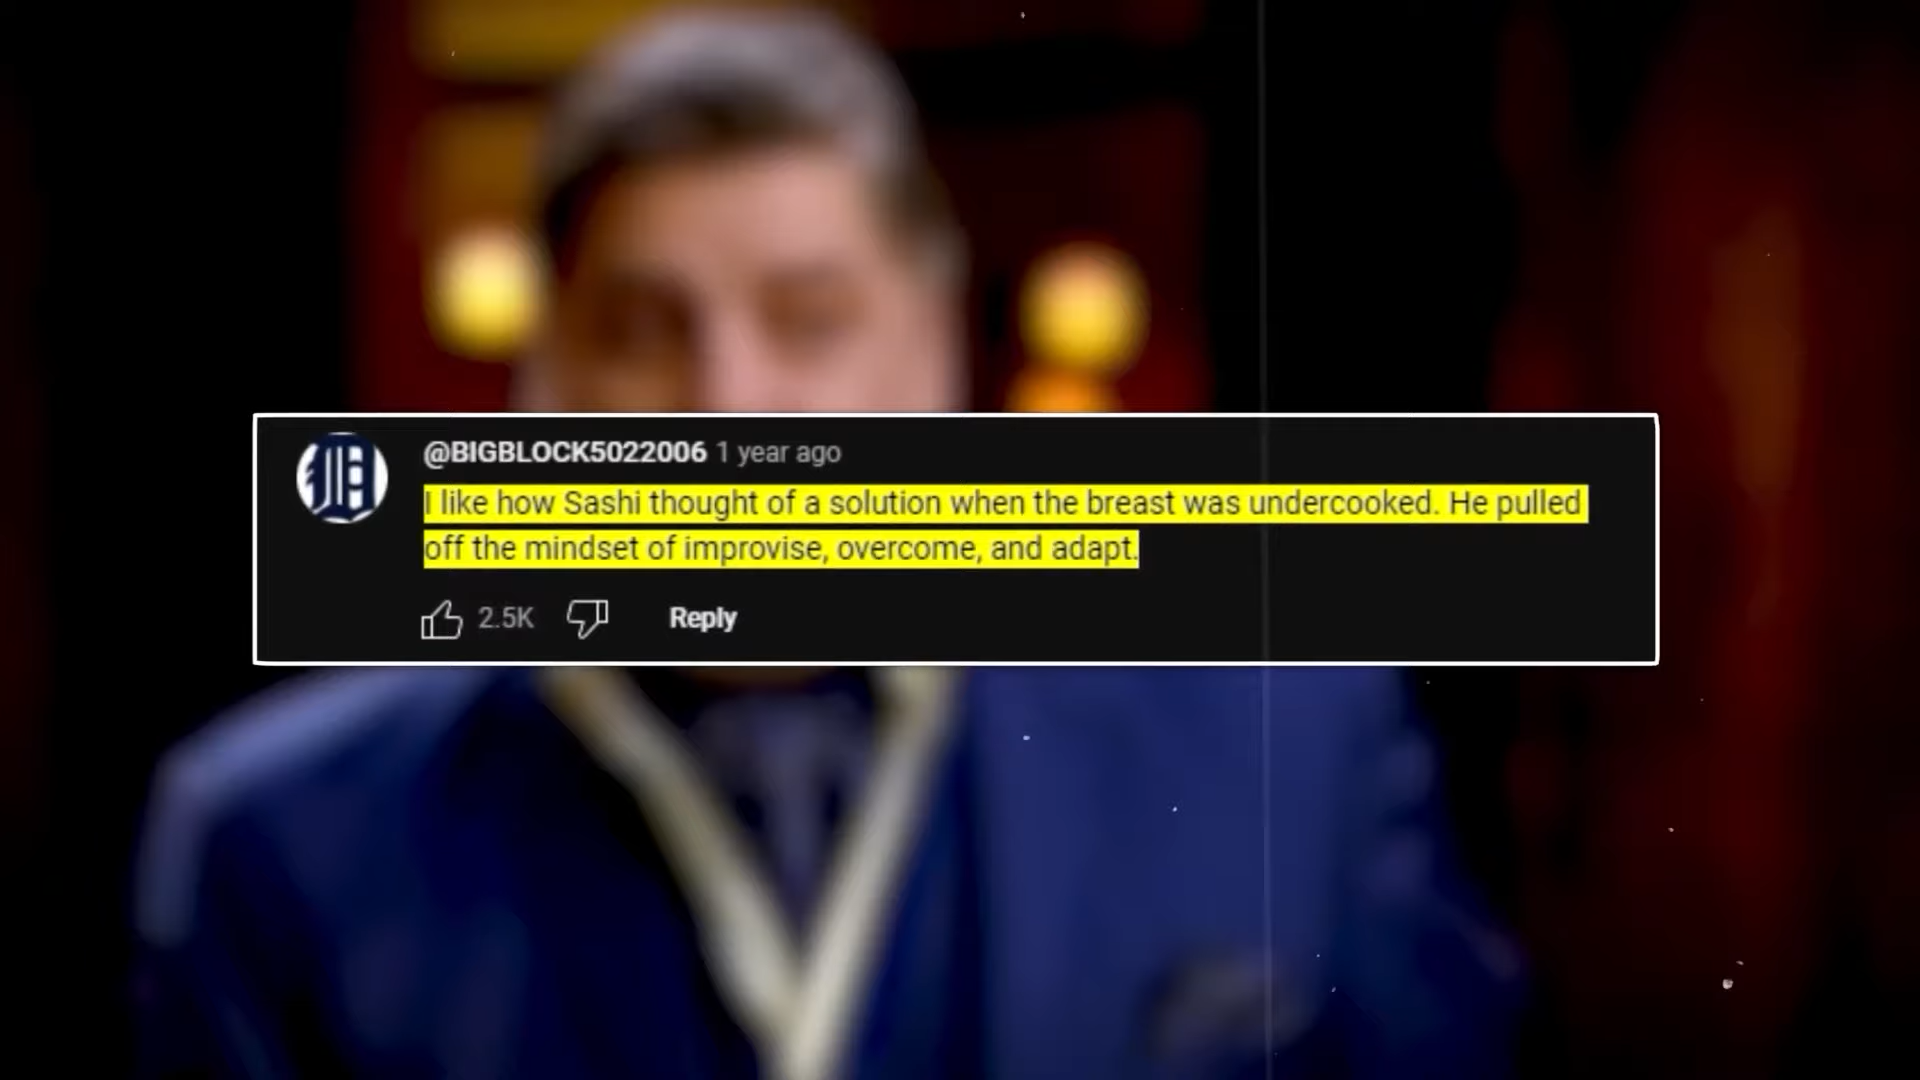 @BIGBLOCK5022006 1 year ago
I like how Sashi thought of a solution when the breast was undercooked. He pulled
off the mindset of improvise, overcome, and adapt.
2.5K Reply